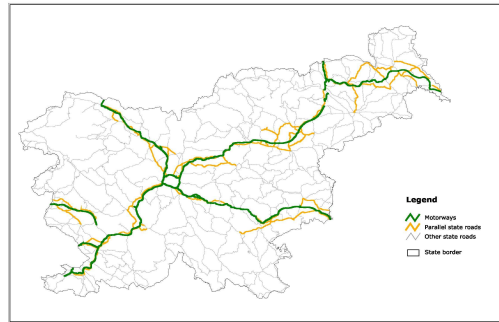 Legend
Motorways
Parallel state roads
Other state roads
State border